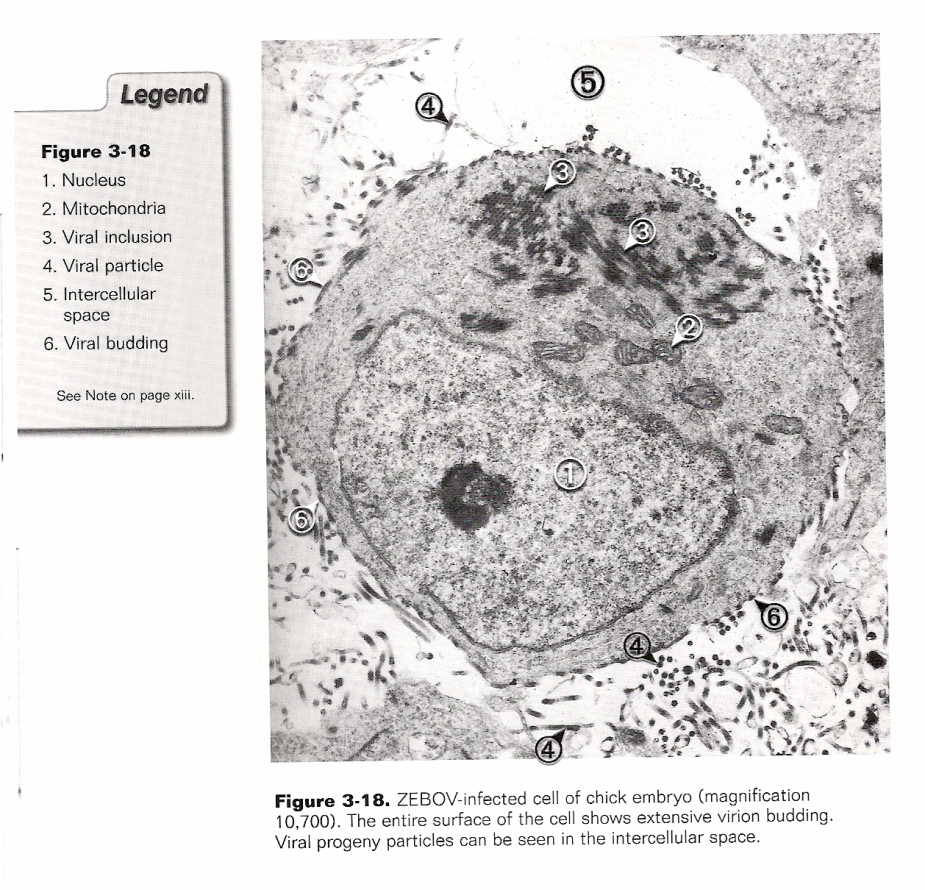 Legend
Figure 3-18
1. Nucleus
2. Mitochondria
3. Viral inclusion
4. Viral particle
5. Intercellular
space
6. Viral budding
See Note on page xiii.
5
4
3
3
6
2
1
6
6
4
4
Figure 3-18. ZEBOV-infected cell of chick embryo (magnification
10,700). The entire surface of the cell shows extensive virion budding.
Viral progeny particles can be seen in the intercellular space.